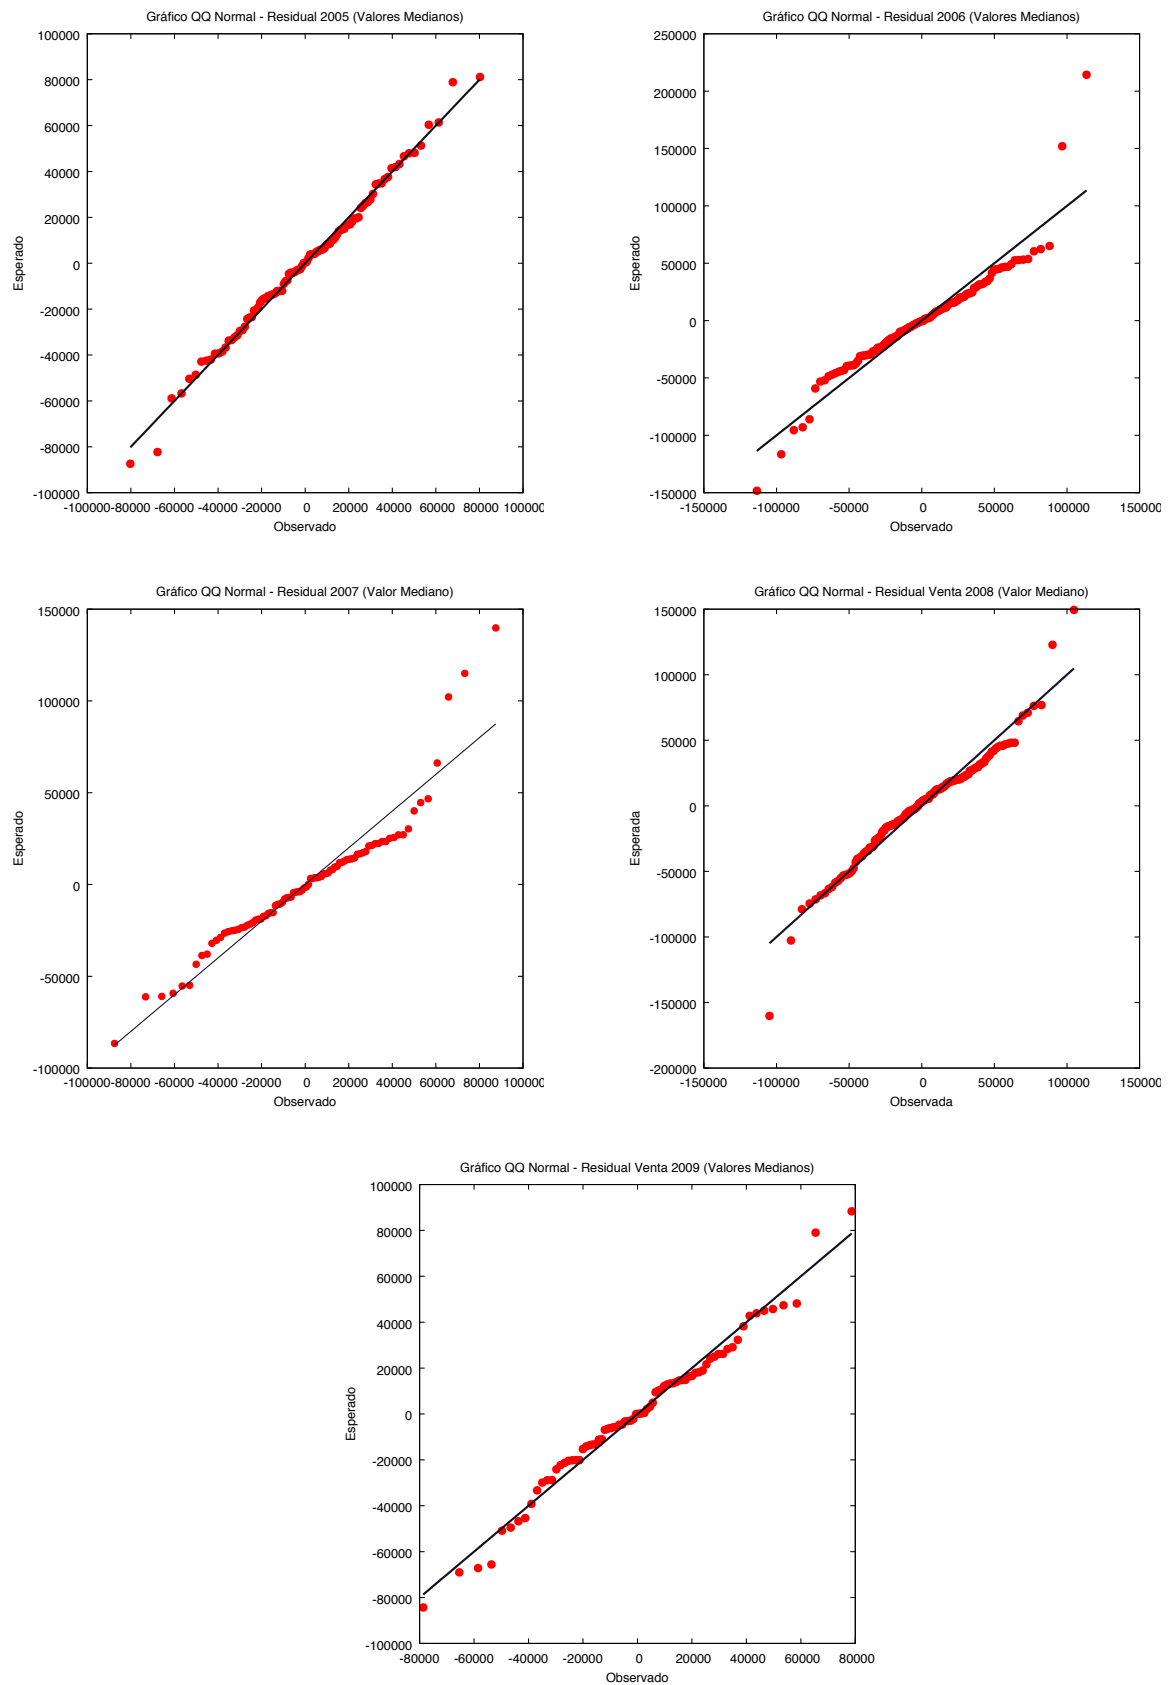 Gráfico QQ Normal - Residual 2005 (Valores Medianos)
100000
80000
60000
40000
20000
0
-20000
-40000
-60000
-80000
-100000
Esperado
-100000 -80000 -60000 -40000 -20000 0 20000 40000 60000 80000 100000
Observado
Gráfico QQ Normal - Residual 2006 (Valores Medianos)
250000
200000
150000
100000
50000
0
-50000
-100000
-150000
Esperado
-150000 -100000 -50000 0 50000 100000 150000
Observado
Gráfico QQ Normal - Residual 2007 (Valor Mediano)
150000
100000
50000
0
-50000
-100000
Esperado
-100000 -80000 -60000 -40000 -20000 0 20000 40000 60000 80000 100000
Observado
Gráfico QQ Normal - Residual Venta 2008 (Valor Mediano)
150000
100000
50000
0
-50000
-100000
-150000
-200000
Esperada
-150000 -100000 -50000 0 50000 100000 150000
Observada
Gráfico QQ Normal - Residual Venta 2009 (Valores Medianos)
100000
80000
60000
40000
20000
0
-20000
-40000
-60000
-80000
-100000
Esperado
-80000 -60000 -40000 -20000 0 20000 40000 60000 80000
Observado